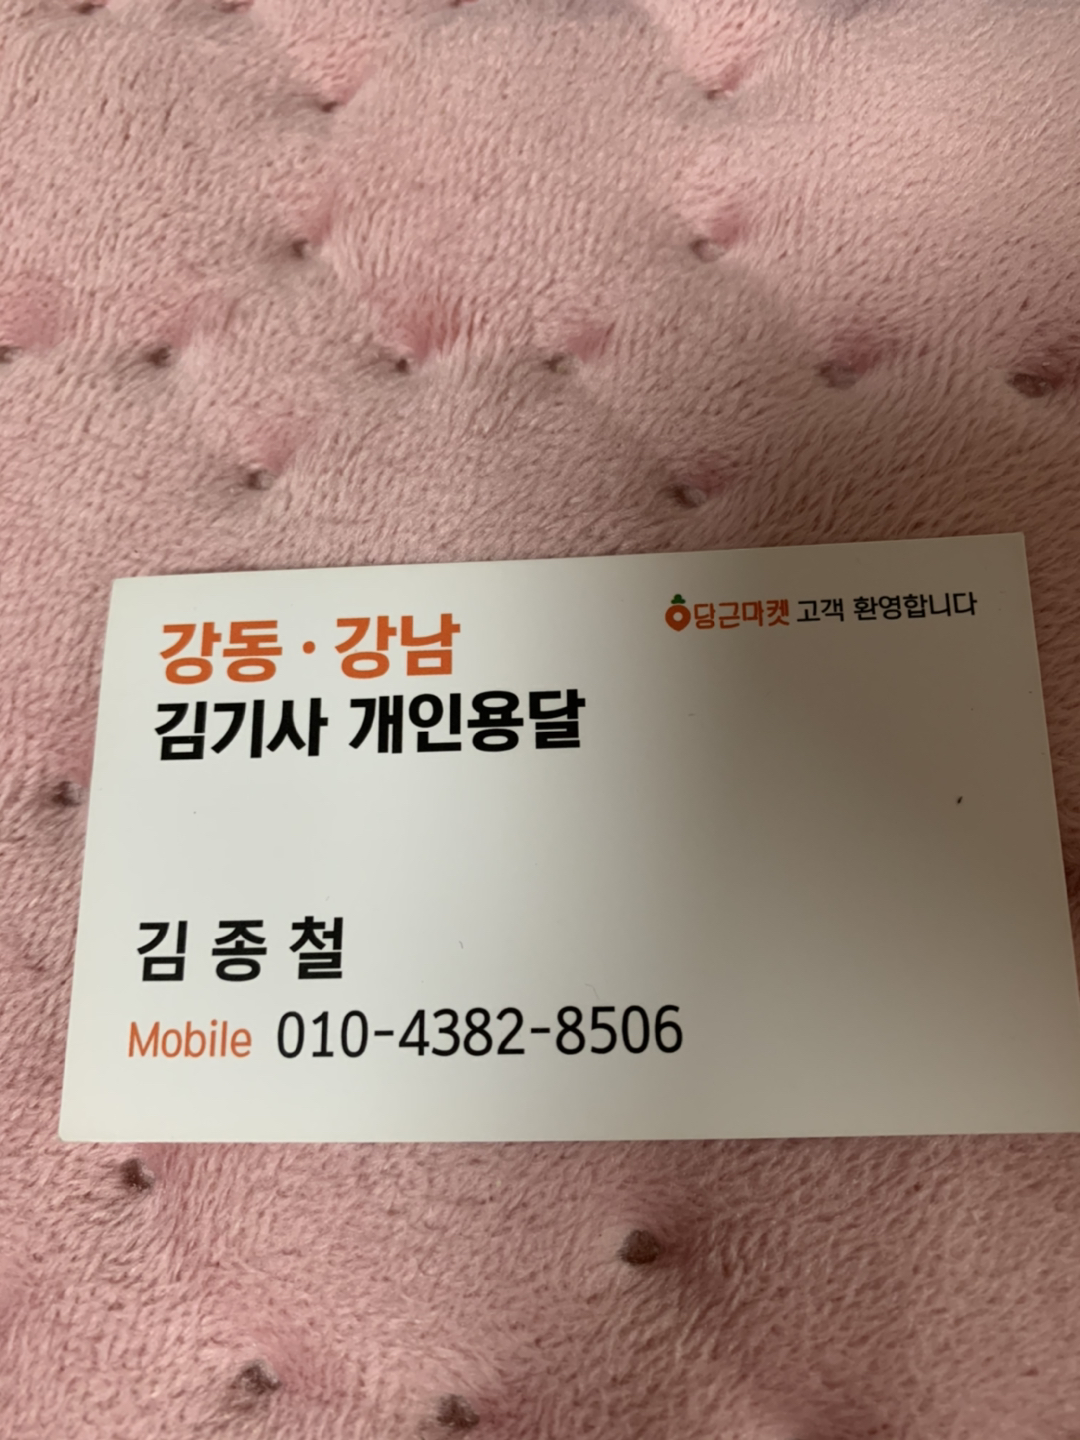 강동·강남
당근마켓 고객 환영합니다
김기사 개인용달
김종철
Mobile 010-4382-8506